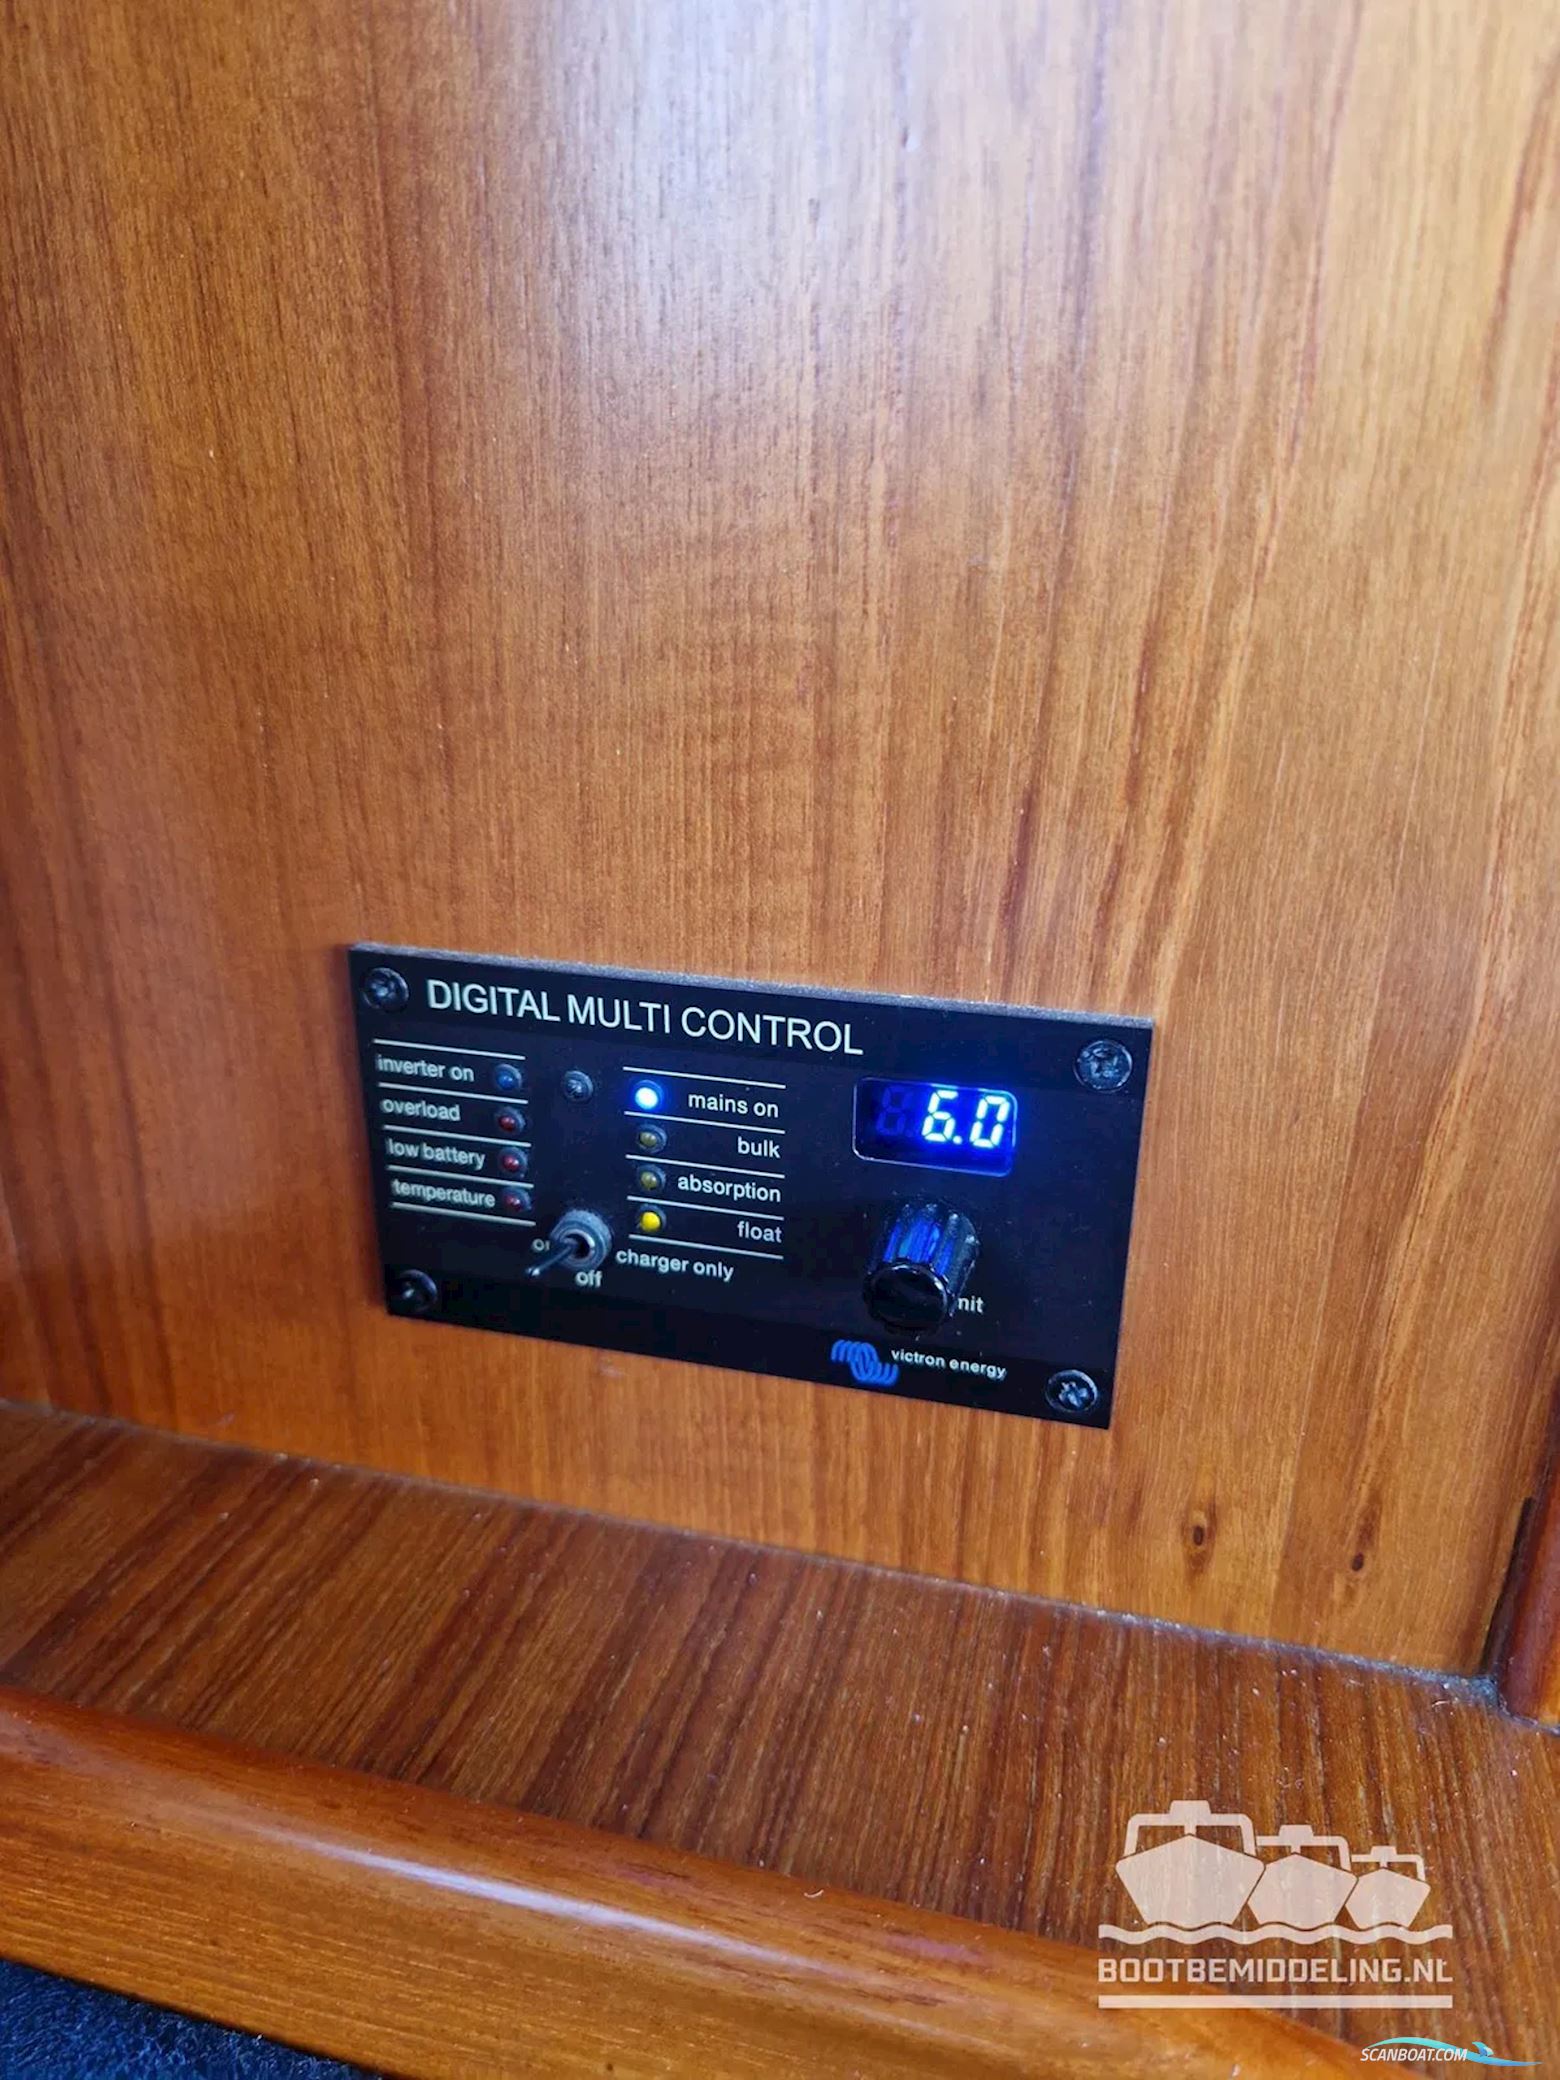 DIGITAL MULTI CONTROL
inverter on
overload
low battery
temperature
mains on
bulk
absorption
float
off
charger only
6.0
victron energy
BOOTBEMIDDELING.NL
SCANBOAT.COM